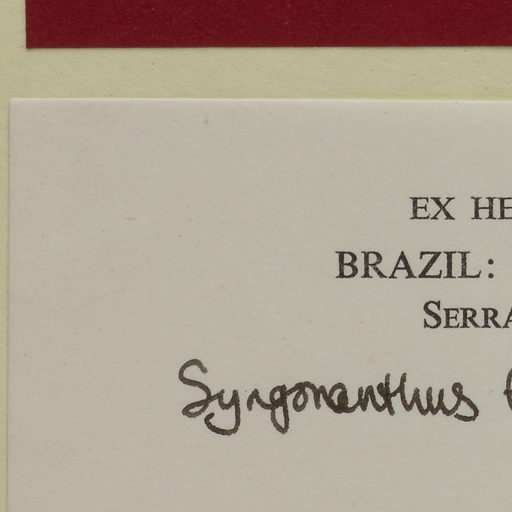 EX HE
BRAZIL:
SERRA
Syngonanthus